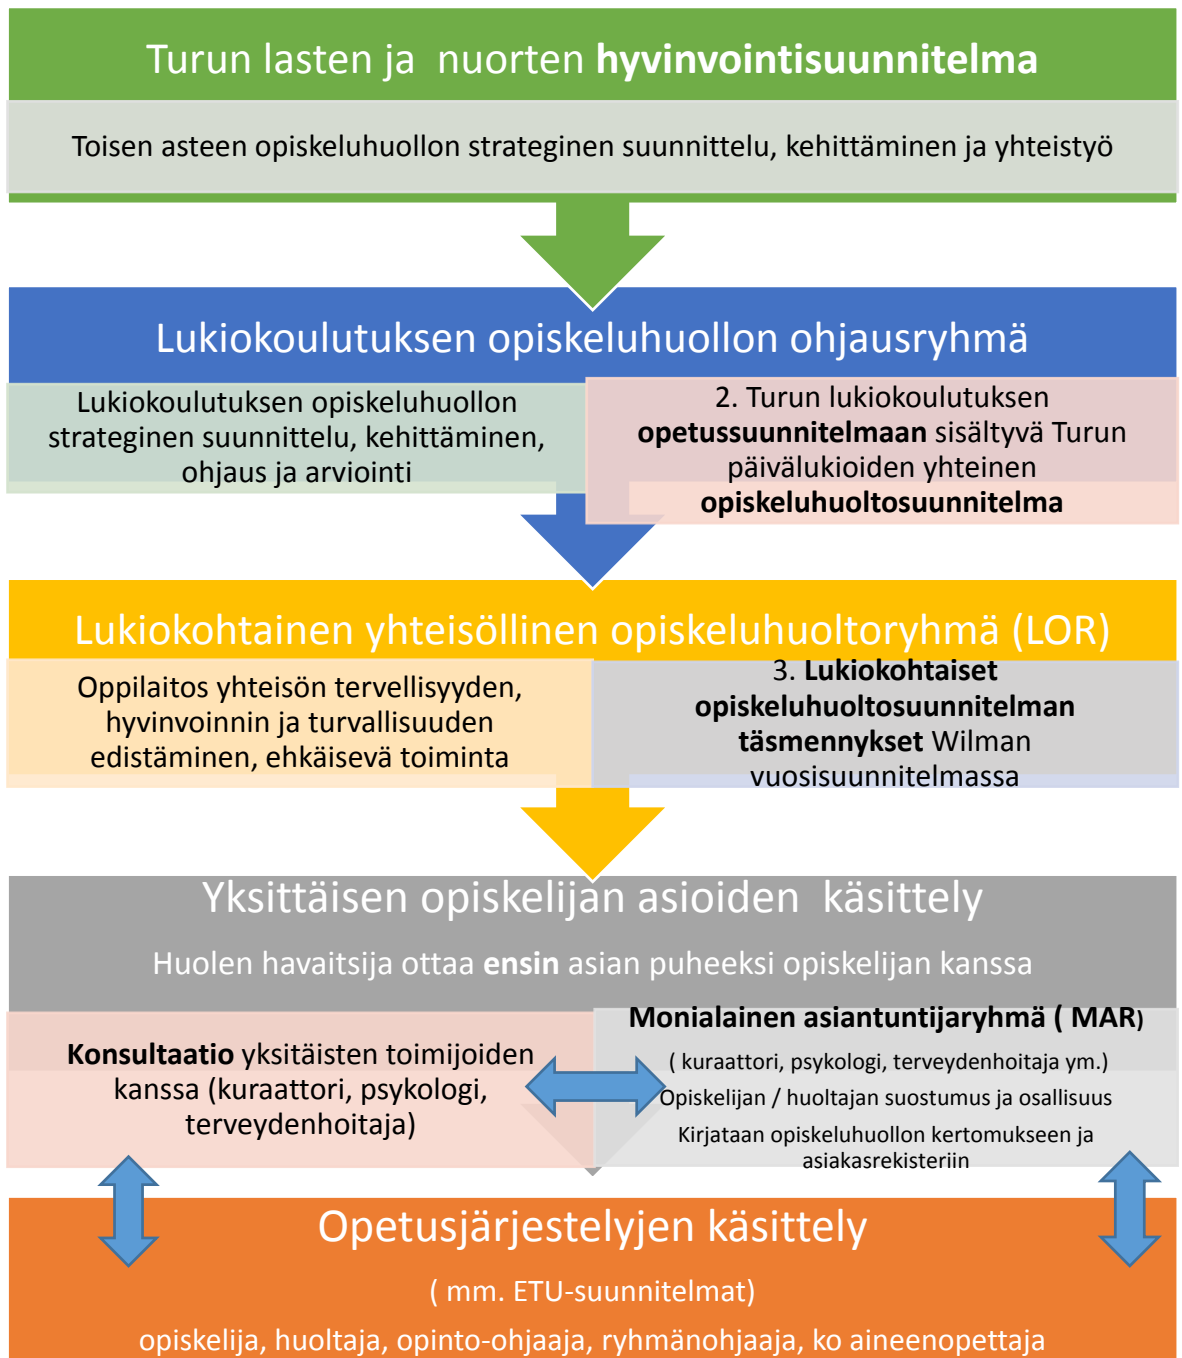 Turun lasten ja nuorten hyvinvointisuunnitelma
Toisen asteen opiskeluhuollon strateginen suunnittelu, kehittäminen ja yhteistyö
Lukiokoulutuksen opiskeluhuollon ohjausryhmä
Lukiokoulutuksen opiskeluhuollon
strateginen suunnittelu, kehittäminen,
ohjaus ja arviointi
2. Turun lukiokoulutuksen
opetussuunnitelmaan sisältyvä Turun
päivälukioiden yhteinen
opiskeluhuoltosuunnitelma
Lukiokohtainen yhteisöllinen opiskeluhuoltoryhmä (LOR)
Oppilaitos yhteisön tervellisyyden,
hyvinvoinnin ja turvallisuuden
edistäminen, ehkäisevä toiminta
3. Lukiokohtaiset
opiskeluhuoltosuunnitelman
täsmennykset Wilman
vuosisuunnitelmassa
Yksittäisen opiskelijan asioiden käsittely
Huolen havaitsija ottaa ensin asian puheeksi opiskelijan kanssa
Konsultaatio yksitäisten toimijoiden
kanssa (kuraattori, psykologi,
terveydenhoitaja)
Monialainen asiantuntijaryhmä ( MAR)
( kuraattori, psykologi, terveydenhoitaja ym.)
Opiskelijan / huoltajan suostumus ja osallisuus
Kirjataan opiskeluhuollon kertomukseen ja
asiakasrekisteriin
Opetusjärjestelyjen käsittely
( mm. ETU-suunnitelmat)
opiskelija, huoltaja, opinto-ohjaaja, ryhmänohjaaja, ko aineenopettaja